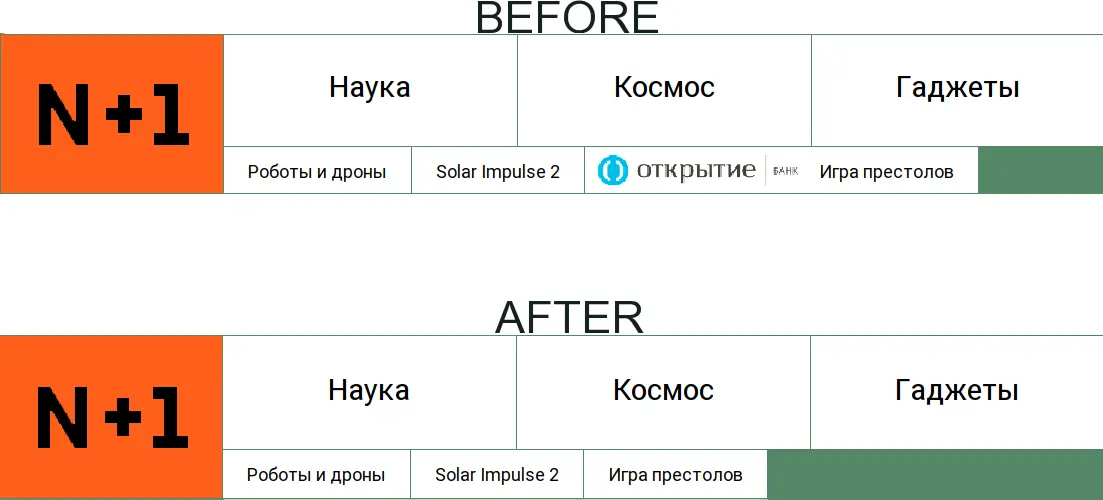 BEFORE
N+1
Наука Космос Гаджеты
Роботы и дроны Solar Impulse 2 открытие БАНК Игра престолов
AFTER
N+1
Наука Космос Гаджеты
Роботы и дроны Solar Impulse 2 Игра престолов